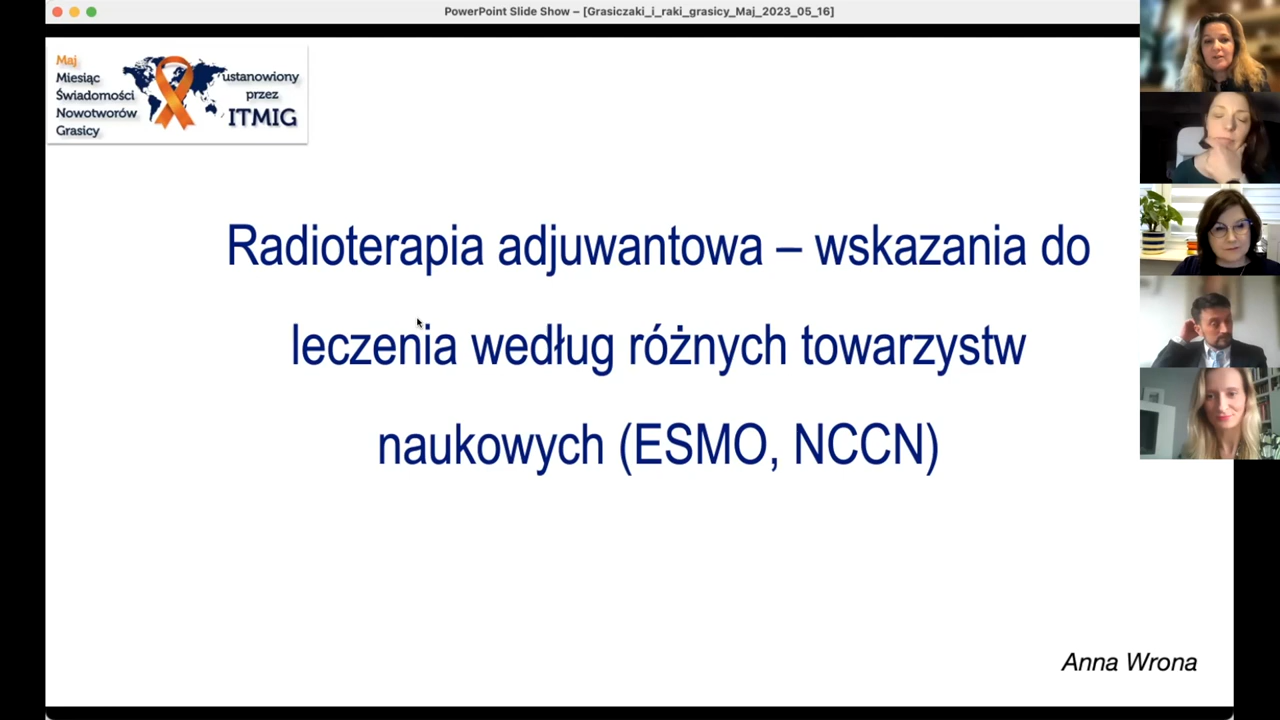 PowerPoint Slide Show – [Grasiczaki_i_raki_grasicy_Maj_2023_05_16]
Maj
Miesiąc
Świadomości
Nowotworów
Grasicy
ustanowiony
przez
ITMIG
Radioterapia adjuwantowa – wskazania do
leczenia według różnych towarzystw
naukowych (ESMO, NCCN)
Anna Wrona